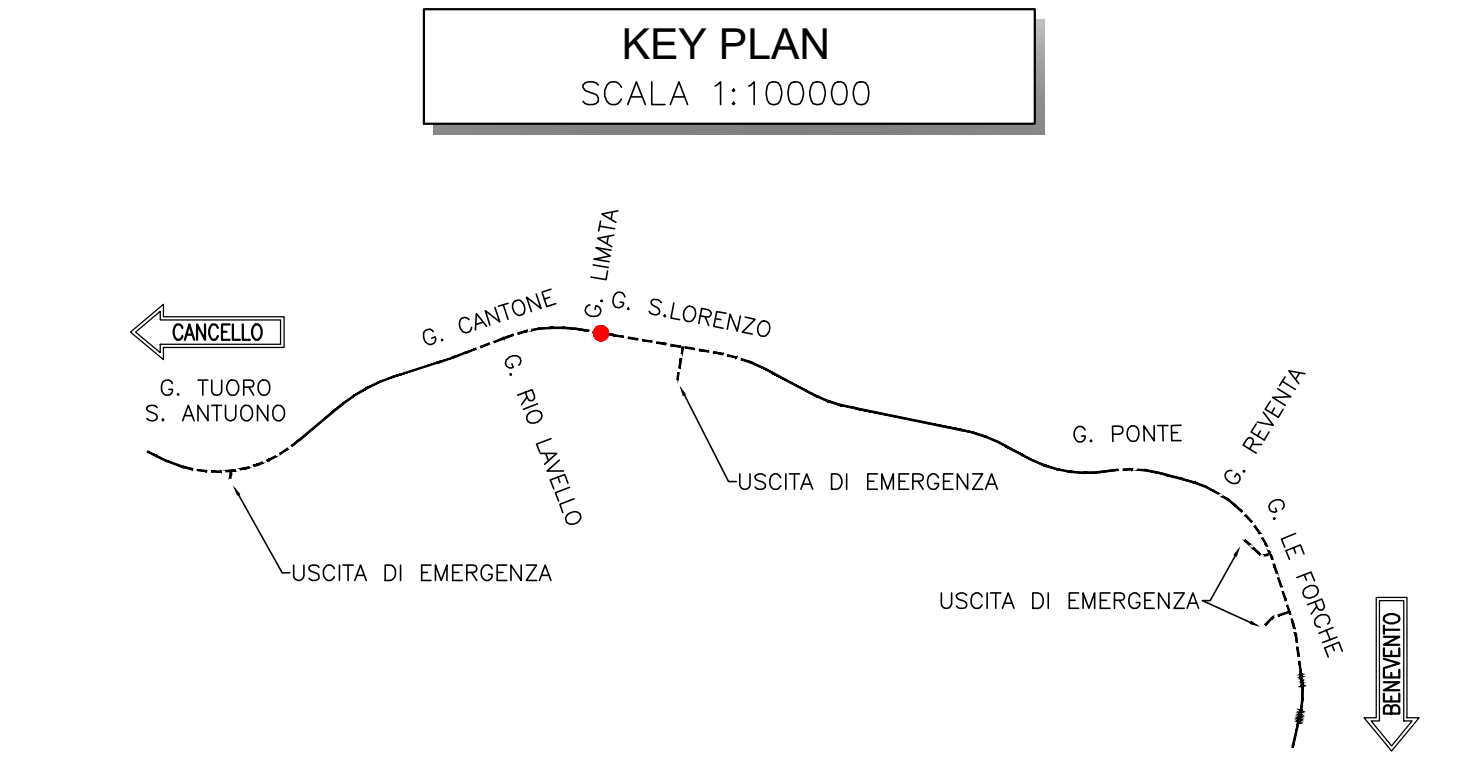 KEY PLAN
SCALA 1:100000
G. LIMATA
G. S.LORENZO
G. CANTONE
CANCELLO
G. TUORO
S. ANTUONO
G. RIO LAVELLO
G. REVENTA
G. PONTE
USCITA DI EMERGENZA
G. LE FORCHE
USCITA DI EMERGENZA
USCITA DI EMERGENZA
BENEVENTO